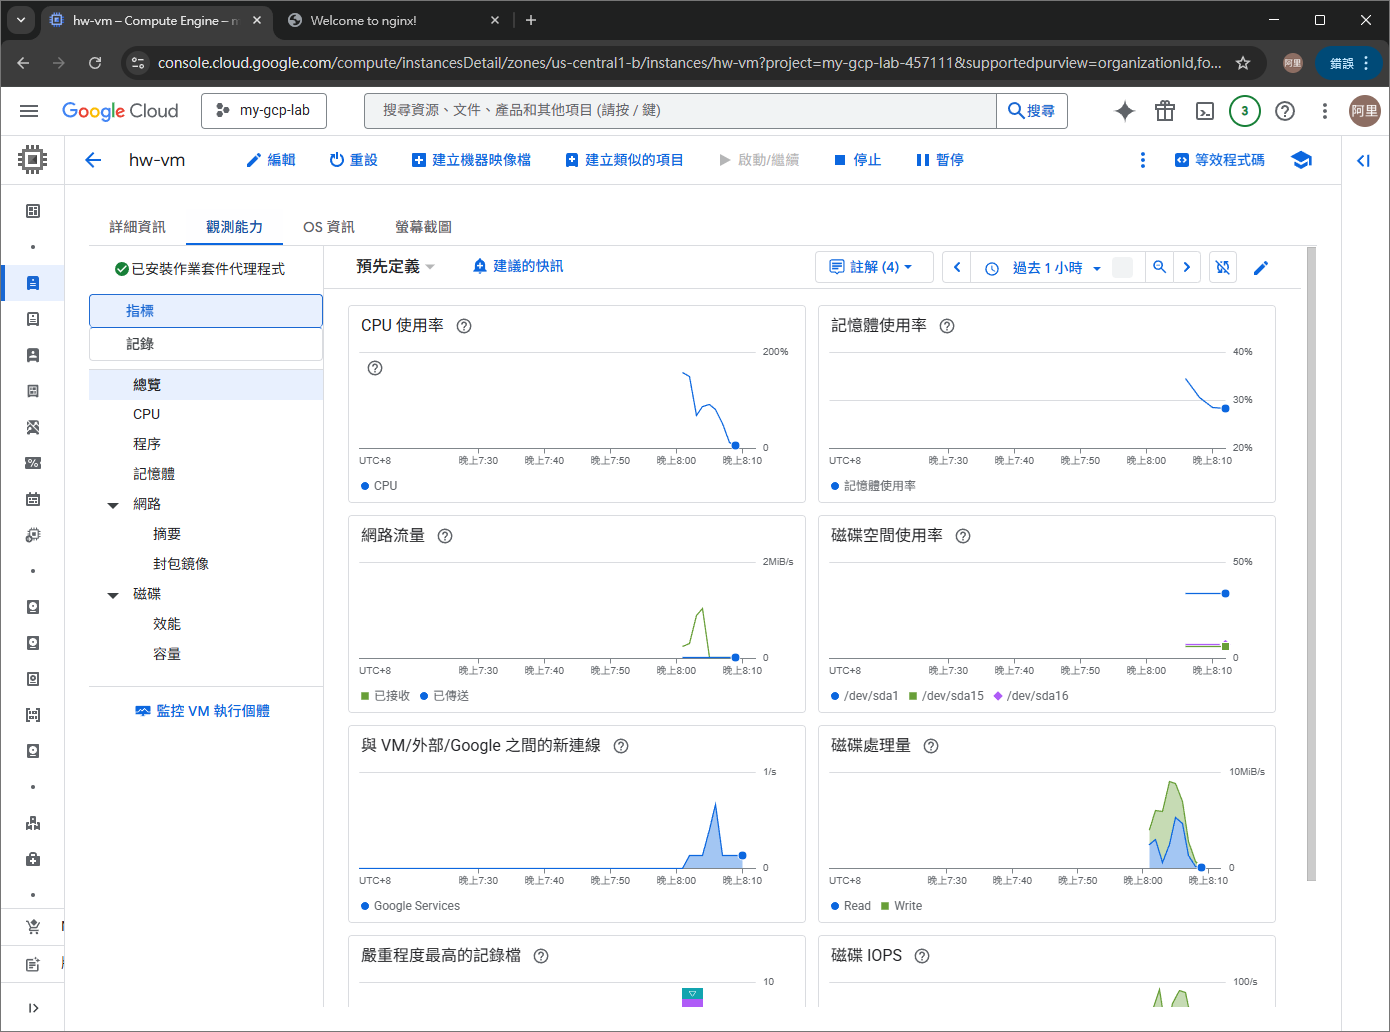 hw-vm – Compute Engine – m
Welcome to nginx!
console.cloud.google.com/compute/instancesDetail/zones/us-central1-b/instances/hw-vm?project=my-gcp-lab-457111&supportedpurview=organizationId,fo...
阿里
錯誤
Google Cloud
my-gcp-lab
搜尋資源、文件、產品和其他項目 (請按 / 鍵)
搜尋
3
阿里
hw-vm
編輯
重設
建立機器映像檔
建立類似的項目
啟動/繼續
停止
暫停
等效程式碼
詳細資訊
觀測能力
OS 資訊
螢幕截圖
已安裝作業套件代理程式
指標
記錄
總覽
CPU
程序
記憶體
網路
摘要
封包鏡像
磁碟
效能
容量
監控 VM 執行個體
預先定義
建議的快訊
註解 (4)
過去 1 小時
CPU 使用率
200%
0
UTC+8 晚上7:30 晚上7:40 晚上7:50 晚上8:00 晚上8:10
CPU
記憶體使用率
40%
30%
20%
UTC+8 晚上7:30 晚上7:40 晚上7:50 晚上8:00 晚上8:10
記憶體使用率
網路流量
2MiB/s
0
UTC+8 晚上7:30 晚上7:40 晚上7:50 晚上8:00 晚上8:10
已接收 已傳送
磁碟空間使用率
50%
0
UTC+8 晚上7:30 晚上7:40 晚上7:50 晚上8:00 晚上8:10
/dev/sda1 /dev/sda15 /dev/sda16
與 VM/外部/Google 之間的新連線
1/s
0
UTC+8 晚上7:30 晚上7:40 晚上7:50 晚上8:00 晚上8:10
Google Services
磁碟處理量
10MiB/s
0
UTC+8 晚上7:30 晚上7:40 晚上7:50 晚上8:00 晚上8:10
Read Write
嚴重程度最高的記錄檔
10
磁碟 IOPS
100/s